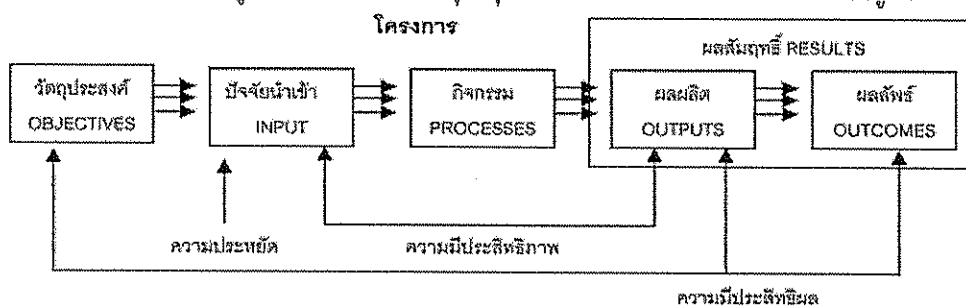 โครงการ
ผลสัมฤทธิ์ RESULTS
วัตถุประสงค์
OBJECTIVES
ปัจจัยนำเข้า
INPUT
กิจกรรม
PROCESSES
ผลผลิต
OUTPUTS
ผลลัพธ์
OUTCOMES
ความประหยัด
ความมีประสิทธิภาพ
ความมีประสิทธิผล